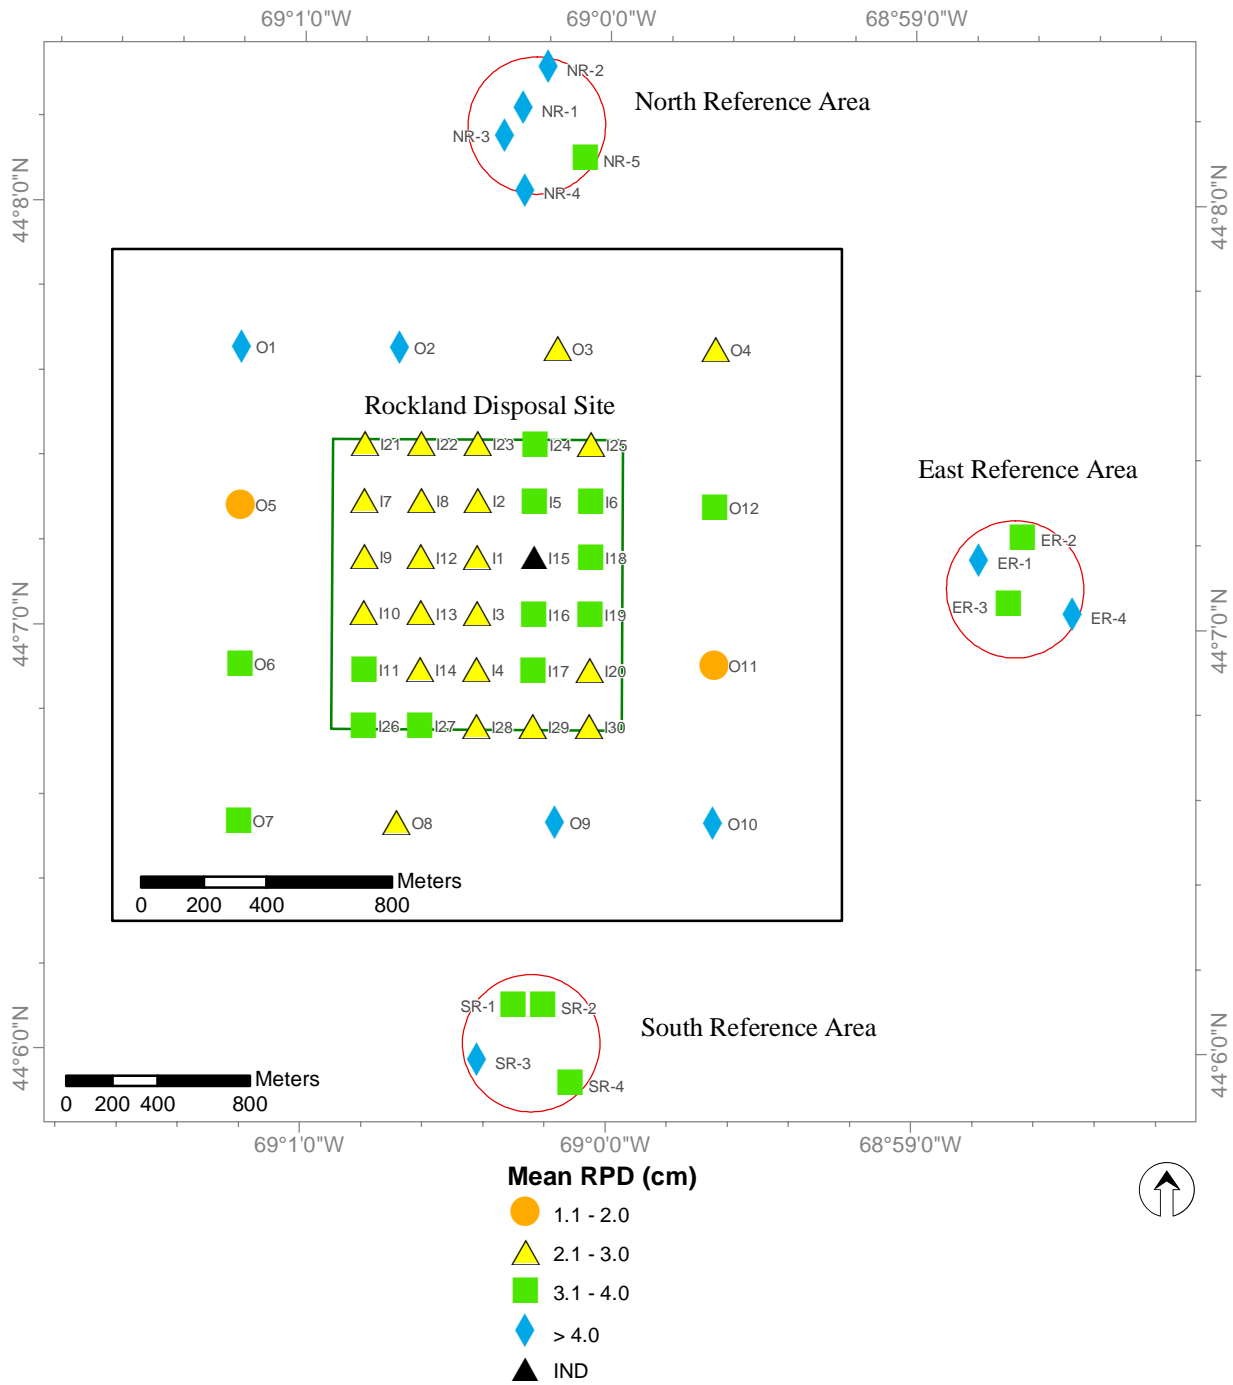 69°1'0"W 69°0'0"W 68°59'0"W
NR-2
North Reference Area
NR-1
NR-3
NR-5
NR-4
44°8'0"N 44°8'0"N
O1 O2 O3 O4
Rockland Disposal Site
I21 I22 I23 I24 I25
East Reference Area
O5 I7 I8 I2 I5 I6 O12
ER-2
I9 I12 I1 I15 I18 ER-1
ER-3
I10 I13 I3 I16 I19 ER-4
44°7'0"N 44°7'0"N
O6 I11 I14 I4 I17 I20 O11
I26 I27 I28 I29 I30
O7 O8 O9 O10
Meters
0 200 400 800
SR-1 SR-2
South Reference Area
SR-3
44°6'0"N 44°6'0"N
Meters SR-4
0 200 400 800
69°1'0"W 69°0'0"W 68°59'0"W
Mean RPD (cm)
1.1 - 2.0
2.1 - 3.0
3.1 - 4.0
> 4.0
IND